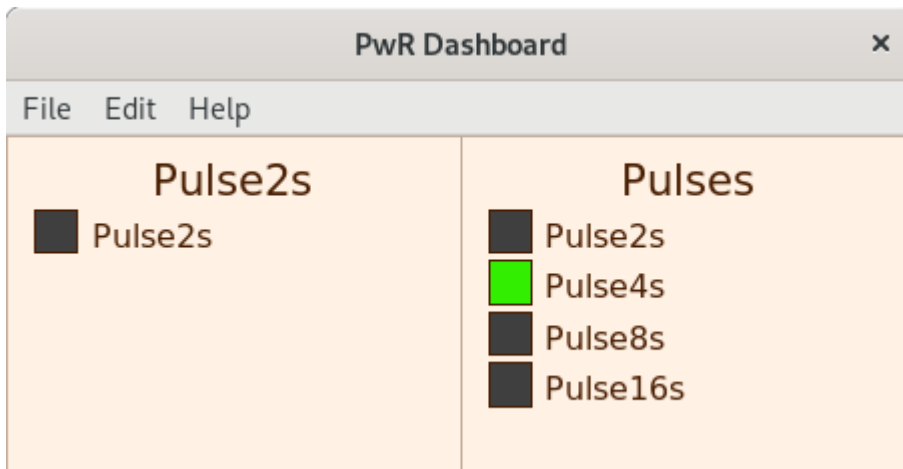 PwR Dashboard
×
File Edit Help
Pulse2s
Pulse2s
Pulses
Pulse2s
Pulse4s
Pulse8s
Pulse16s